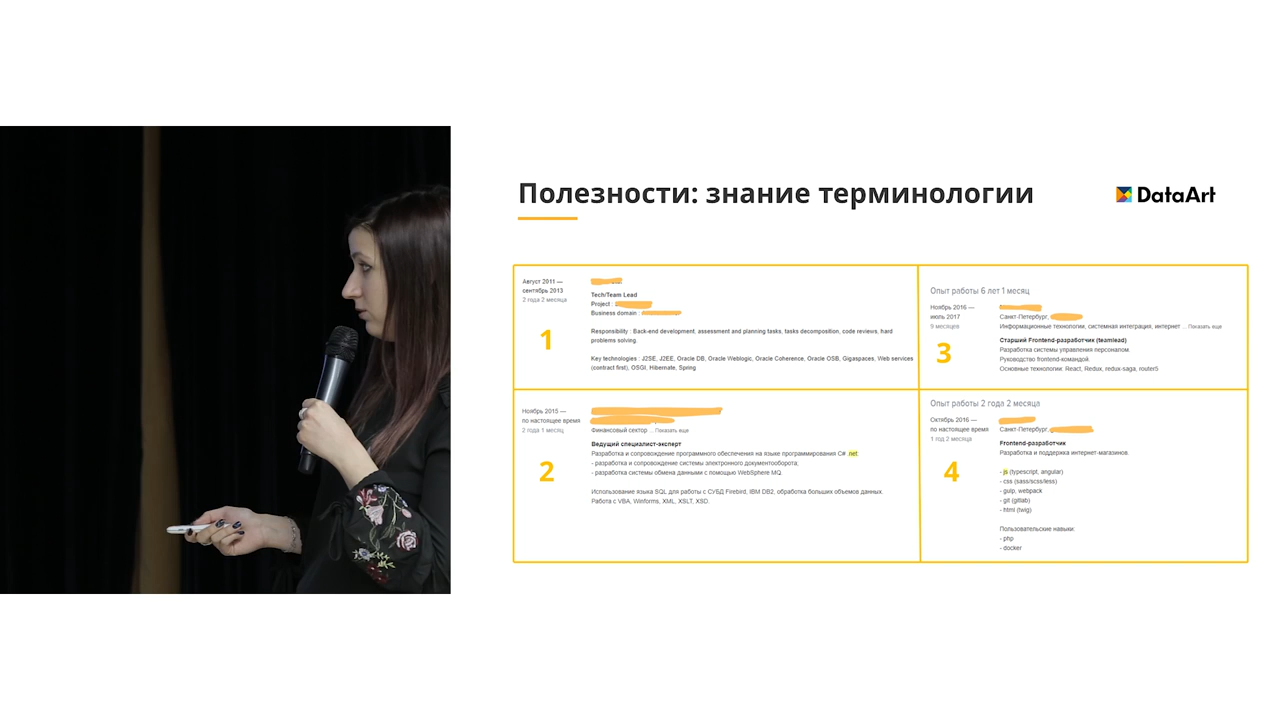 Полезности: знание терминологии
DataArt
Август 2011 —
сентябрь 2013
2 года 2 месяца
Tech/Team Lead
Project :
Business domain :
Responsibility : Back-end development, assessment and planning tasks, tasks decomposition, code reviews, hard
problems solving.
Key technologies : J2SE, J2EE, Oracle DB, Oracle Weblogic, Oracle Coherence, Oracle OSB, Gigaspaces, Web services
(contract first), OSGI, Hibernate, Spring
1
Ноябрь 2015 —
по настоящее время
2 года 1 месяц
Финансовый сектор ... Показать еще
Ведущий специалист-эксперт
Разработка и сопровождение программного обеспечения на языке программирования C# .net.
- разработка и сопровождение системы электронного документооборота;
- разработка системы обмена данными с помощью WebSphere MQ.
Использование языка SQL для работы с СУБД Firebird, IBM DB2, обработка больших объемов данных.
Работа с VBA, Winforms, XML, XSLT, XSD.
2
Опыт работы 6 лет 1 месяц
Ноябрь 2016 —
июль 2017
9 месяцев
Санкт-Петербург,
Информационные технологии, системная интеграция, интернет ... Показать еще
Старший Frontend-разработчик (teamlead)
Разработка системы управления персоналом.
Руководство frontend-командой.
Основные технологии: React, Redux, redux-saga, router5
3
Опыт работы 2 года 2 месяца
Октябрь 2016 —
по настоящее время
1 год 2 месяца
Санкт-Петербург,
Frontend-разработчик
Разработка и поддержка интернет-магазинов.
- js (typescript, angular)
- css (sass/scss/less)
- gulp, webpack
- git (gitlab)
- html (twig)
Пользовательские навыки:
- php
- docker
4